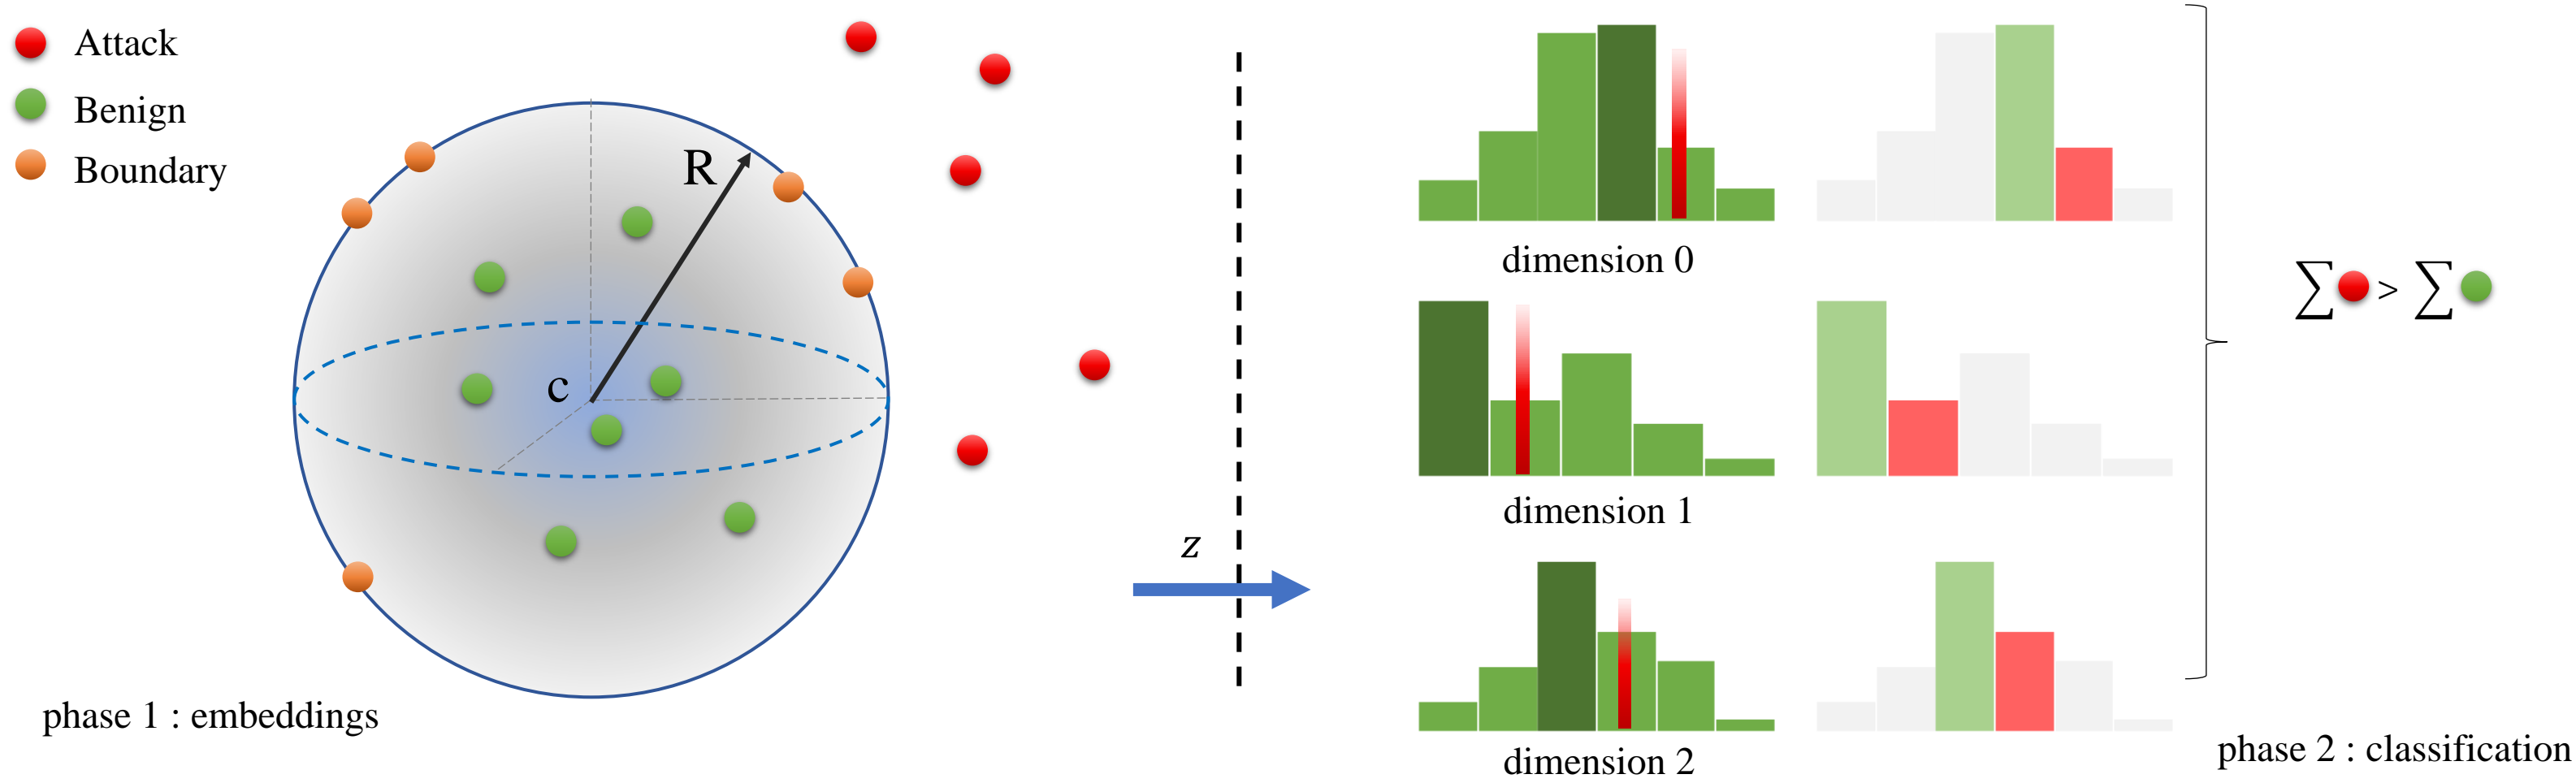 Attack
Benign
Boundary
R
c
z
phase 1 : embeddings
dimension 0
dimension 1
dimension 2
∑ > ∑
phase 2 : classification